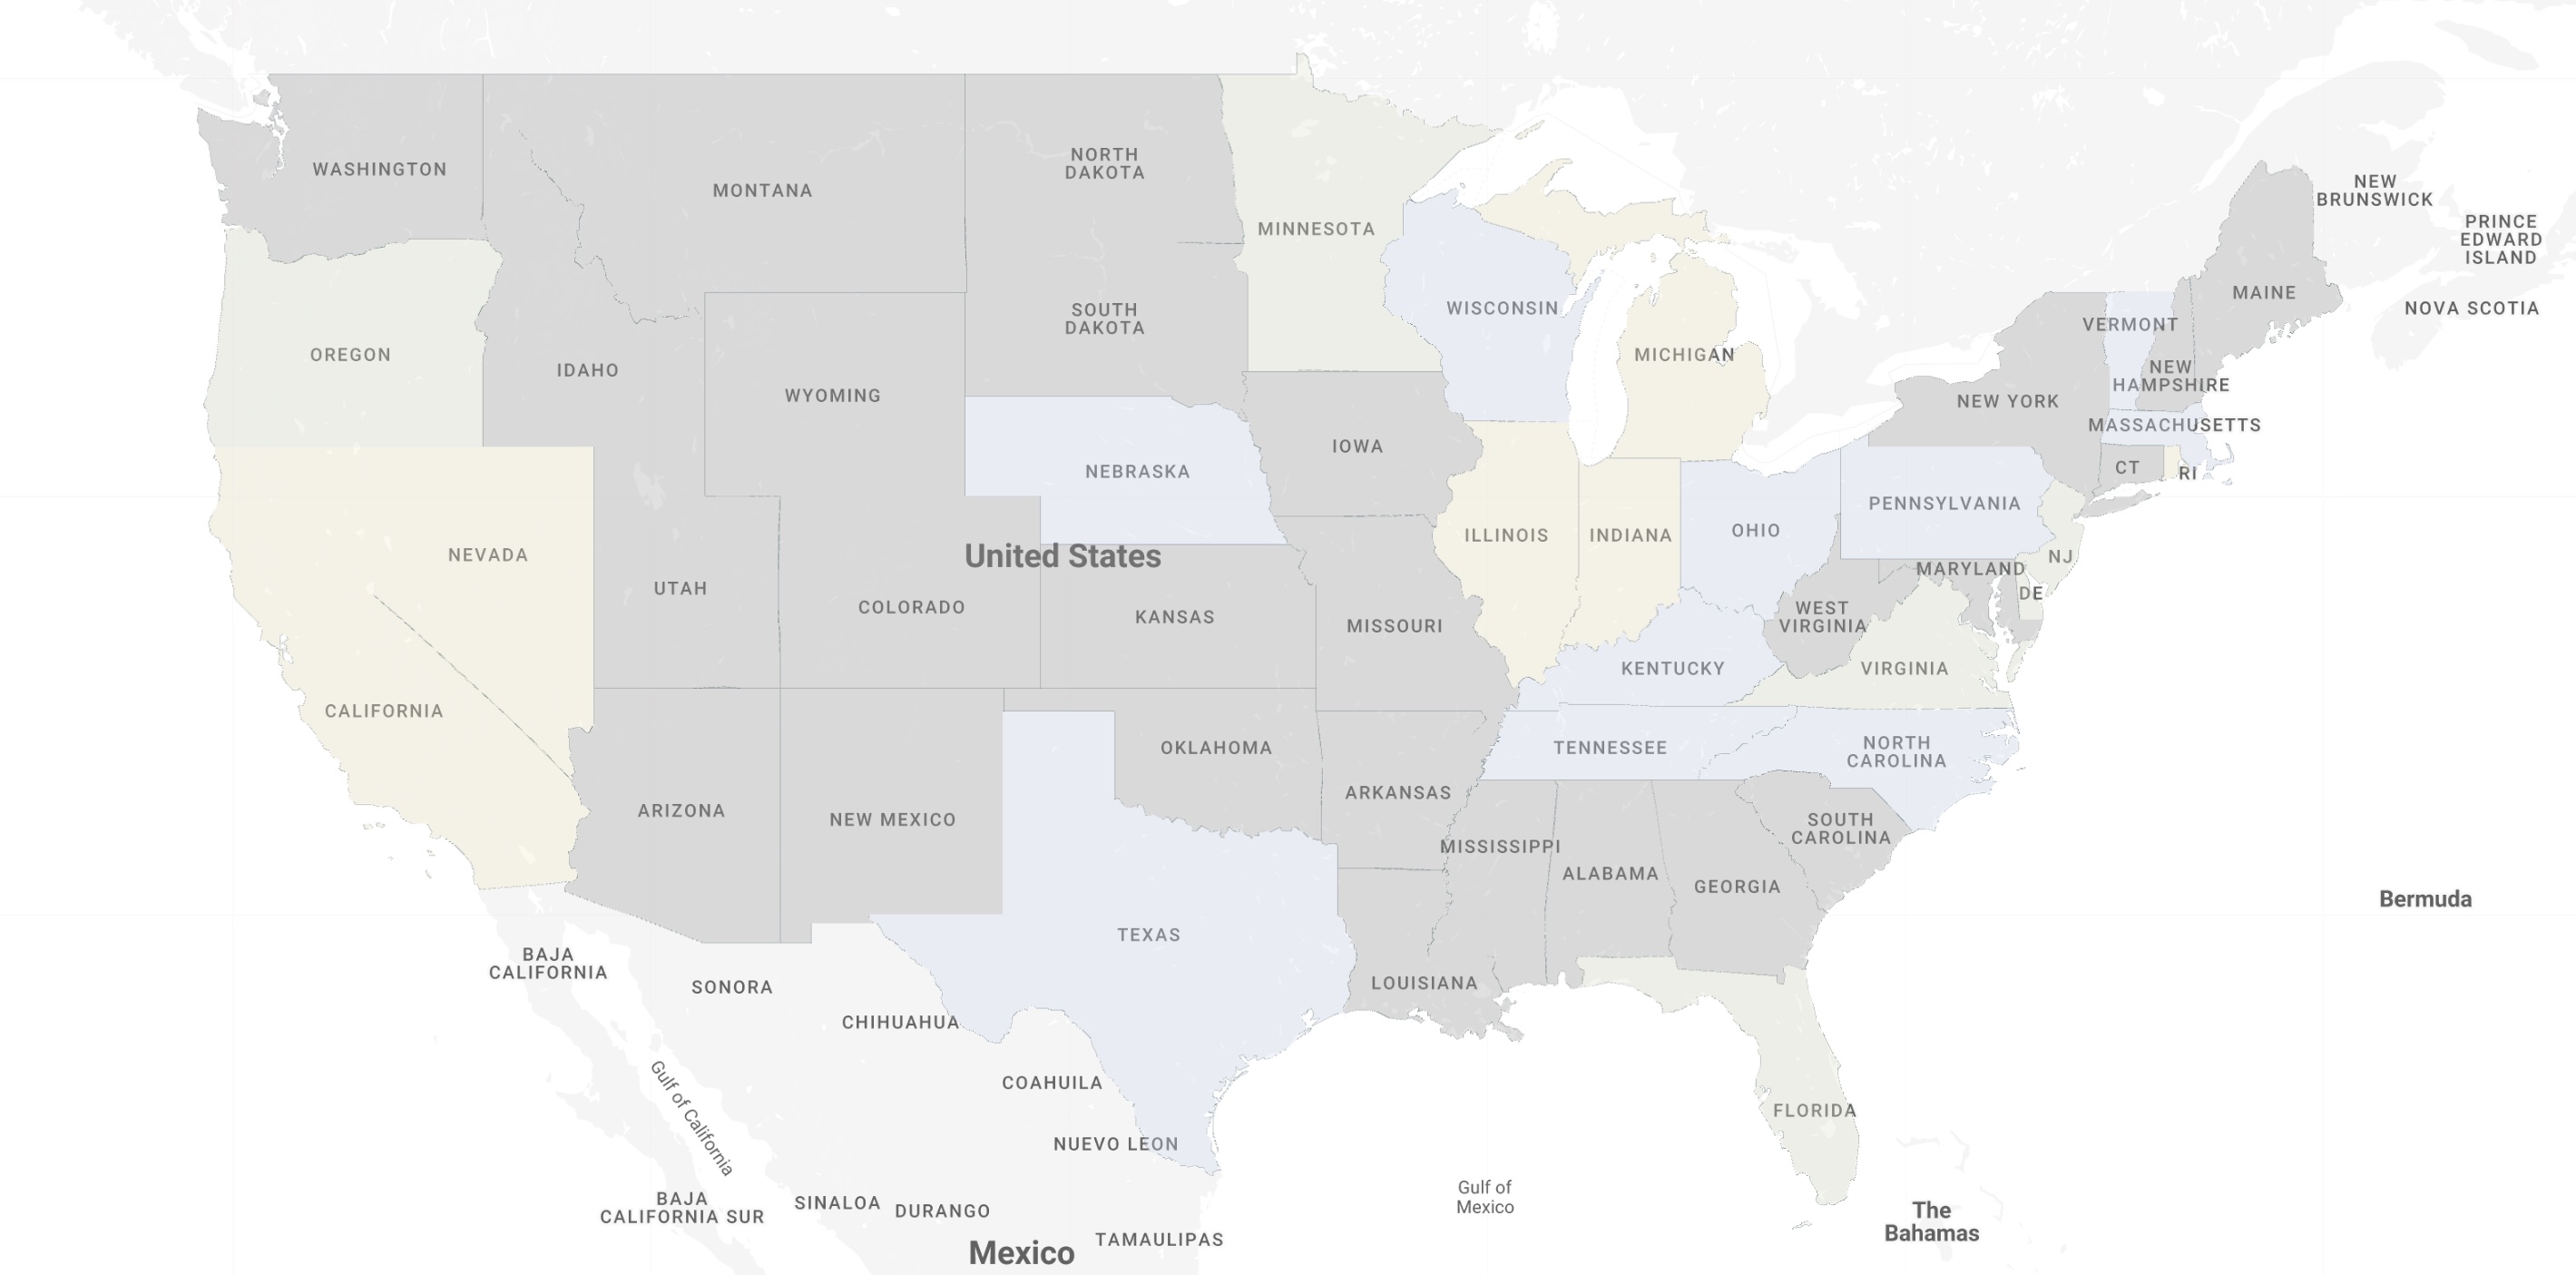 NEW
BRUNSWICK
PRINCE
EDWARD
ISLAND
NOVA SCOTIA
WASHINGTON
MONTANA
NORTH
DAKOTA
MINNESOTA
SOUTH
DAKOTA
WISCONSIN
MICHIGAN
MAINE
VERMONT
NEW
HAMPSHIRE
NEW YORK
MASSACHUSETTS
CT
RI
OREGON
IDAHO
WYOMING
IOWA
NEBRASKA
PENNSYLVANIA
ILLINOIS
INDIANA
OHIO
NJ
MARYLAND
DE
NEVADA
United States
UTAH
COLORADO
KANSAS
MISSOURI
WEST
VIRGINIA
KENTUCKY
VIRGINIA
CALIFORNIA
OKLAHOMA
TENNESSEE
NORTH
CAROLINA
ARIZONA
NEW MEXICO
ARKANSAS
SOUTH
CAROLINA
MISSISSIPPI
ALABAMA
GEORGIA
Bermuda
TEXAS
LOUISIANA
BAJA
CALIFORNIA
SONORA
CHIHUAHUA
COAHUILA
Gulf of California
FLORIDA
NUEVO LEON
BAJA
CALIFORNIA SUR
SINALOA
DURANGO
Gulf of
Mexico
The
Bahamas
TAMAULIPAS
Mexico